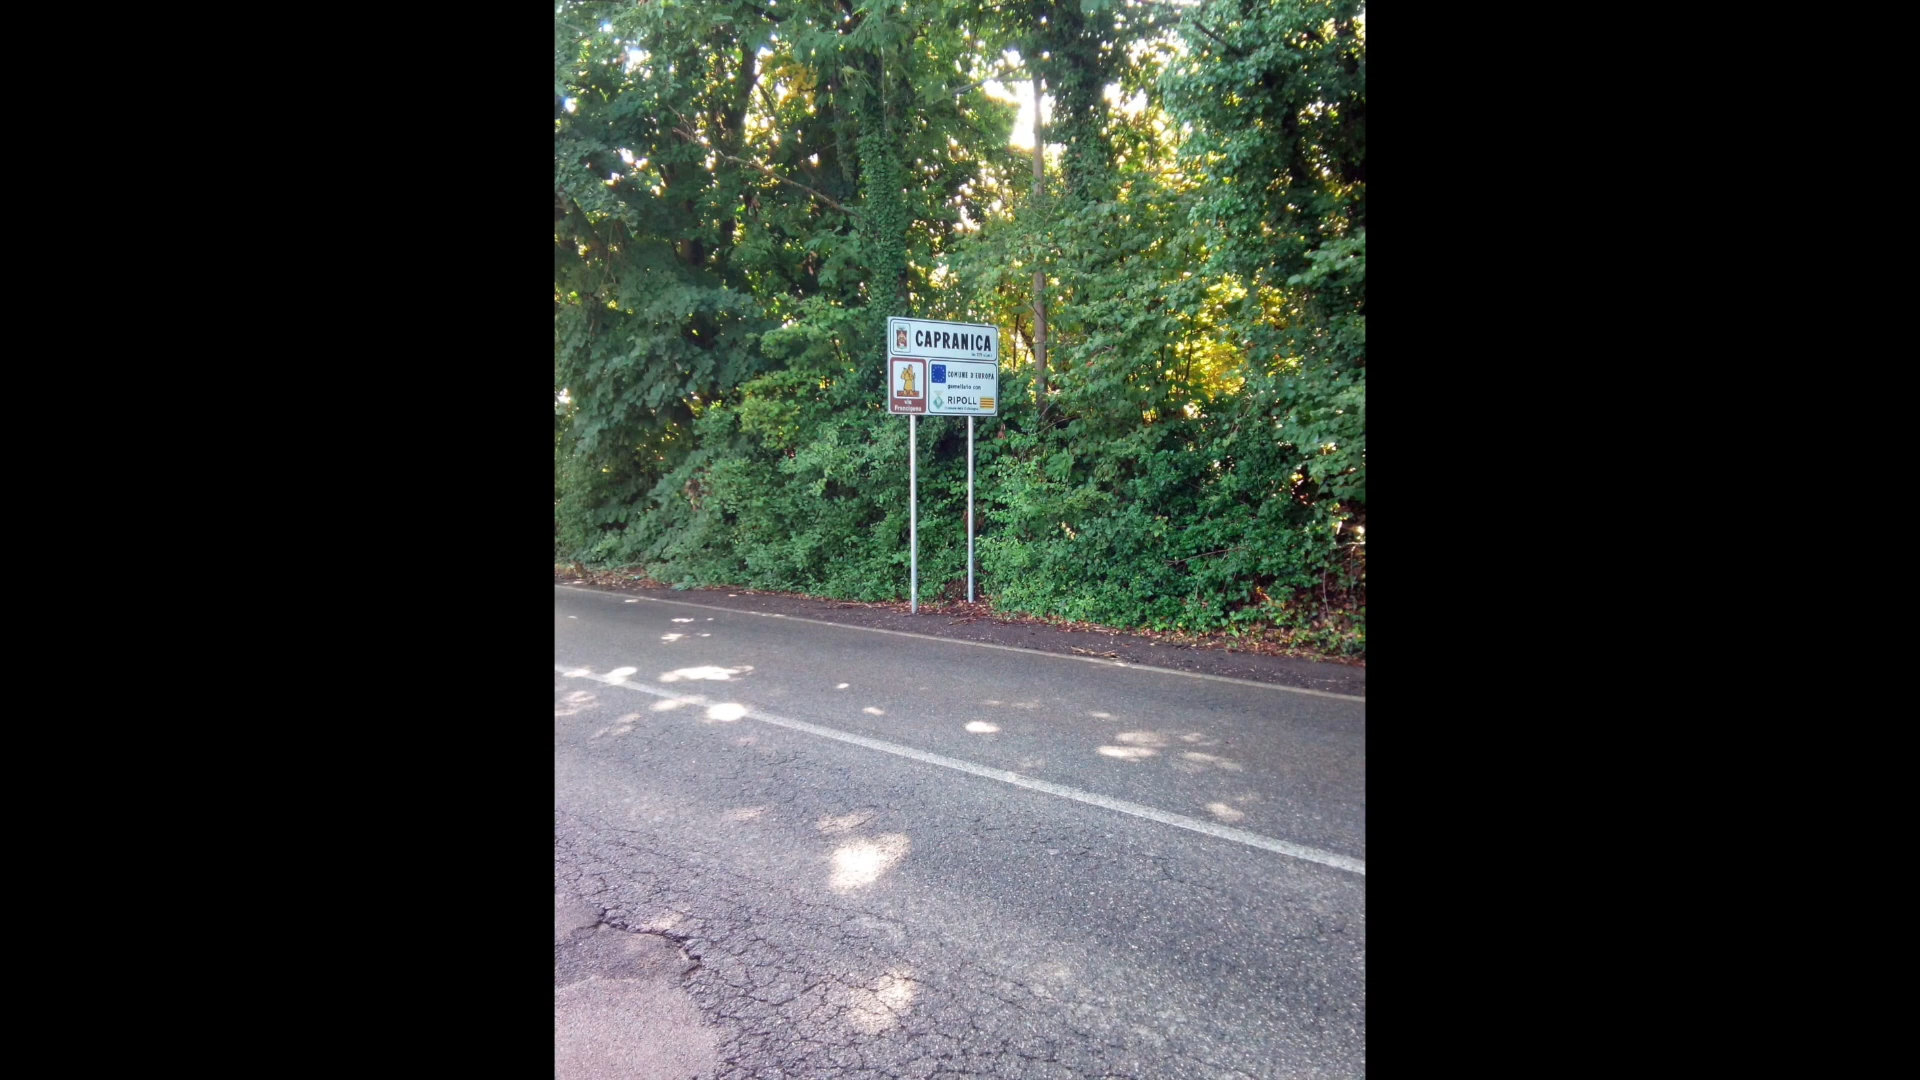 CAPRANICA
COMUNE D'EUROPA
gemellato con
RIPOLL
via
Francigena